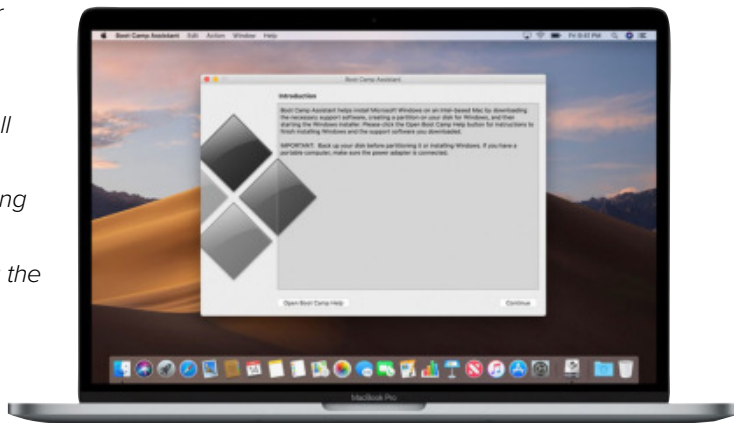 r
ll
ng
the
Boot Camp Assistant Edit Action Window Help
Fri 9:41 PM
Boot Camp Assistant
Introduction
Boot Camp Assistant helps install Microsoft Windows on an Intel-based Mac by downloading
the necessary support software, creating a partition on your disk for Windows, and then
starting the Windows installer. Please click the Open Boot Camp Help button for instructions to
finish installing Windows and the support software you downloaded.
IMPORTANT: Back up your disk before partitioning it or installing Windows. If you have a
portable computer, make sure the power adapter is connected.
Open Boot Camp Help
Continue
MacBook Pro